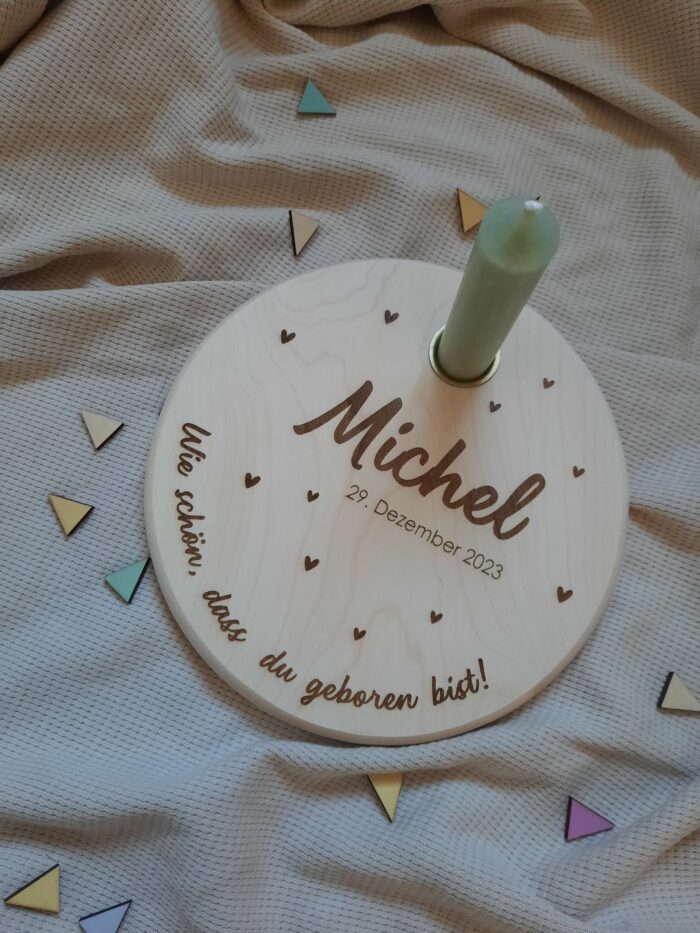 Michel
29. Dezember 2023
Wie schön, dass du geboren bist!